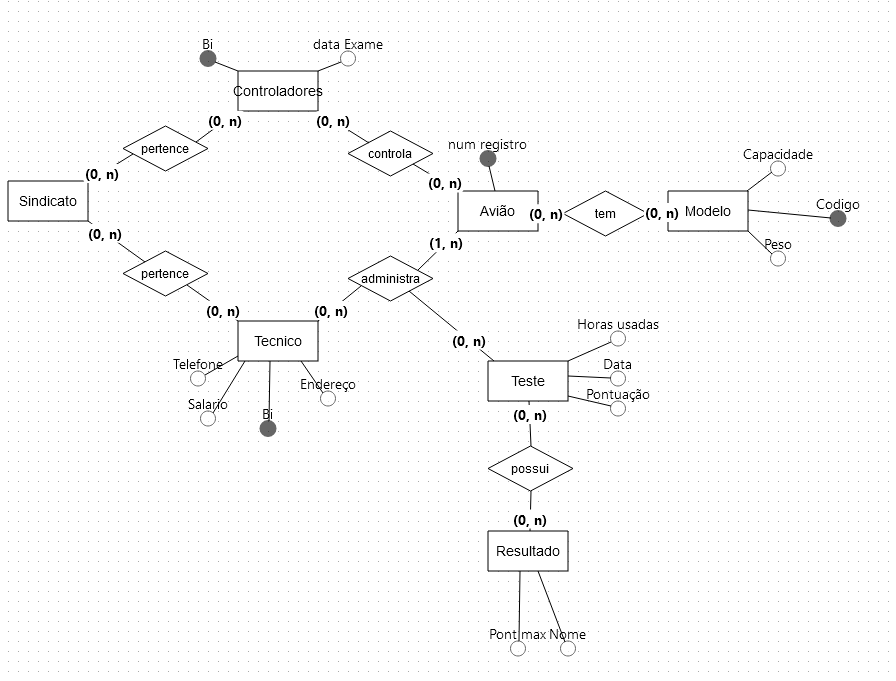 Bi
data Exame
Controladores
(0, n)
(0, n)
pertence
controla
num registro
Capacidade
(0, n)
(0, n)
Sindicato
Avião
(0, n)
tem
(0, n)
Modelo
Codigo
(0, n)
(1, n)
Peso
pertence
administra
(0, n)
(0, n)
Tecnico
(0, n)
Horas usadas
Telefone
Endereço
Teste
Data
Pontuação
Salario
Bi
(0, n)
possui
(0, n)
Resultado
Pont max
Nome